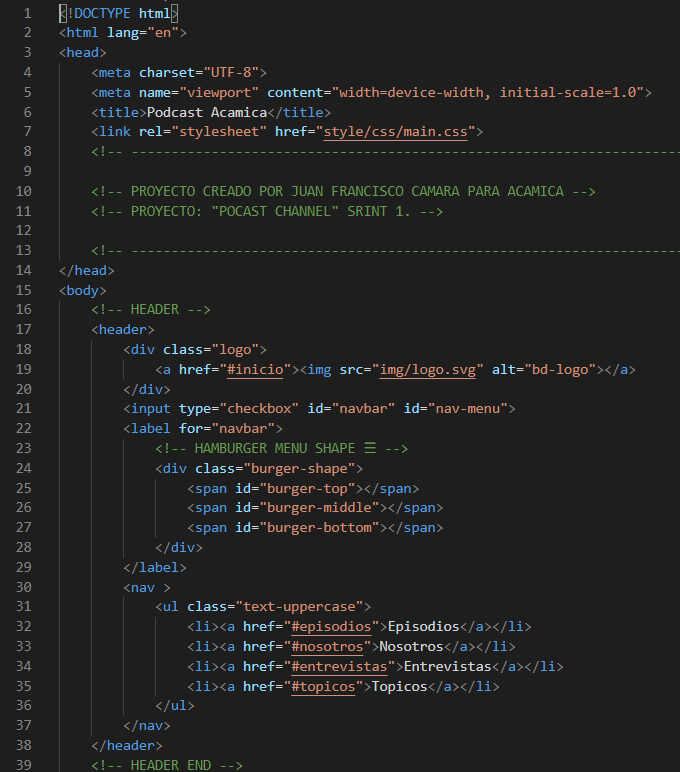 1 <!DOCTYPE html>
2 <html lang="en">
3 <head>
4     <meta charset="UTF-8">
5     <meta name="viewport" content="width=device-width, initial-scale=1.0">
6     <title>Podcast Acamica</title>
7     <link rel="stylesheet" href="style/css/main.css">
8     <!-- --------------------------------------------------------------------
9
10     <!-- PROYECTO CREADO POR JUAN FRANCISCO CAMARA PARA ACAMICA -->
11     <!-- PROYECTO: "POCAST CHANNEL" SRINT 1. -->
12
13     <!-- --------------------------------------------------------------------
14 </head>
15 <body>
16     <!-- HEADER -->
17     <header>
18         <div class="logo">
19             <a href="#inicio"><img src="img/logo.svg" alt="bd-logo"></a>
20         </div>
21         <input type="checkbox" id="navbar" id="nav-menu">
22         <label for="navbar">
23             <!-- HAMBURGER MENU SHAPE ☰ -->
24             <div class="burger-shape">
25                 <span id="burger-top"></span>
26                 <span id="burger-middle"></span>
27                 <span id="burger-bottom"></span>
28             </div>
29         </label>
30         <nav >
31             <ul class="text-uppercase">
32                 <li><a href="#episodios">Episodios</a></li>
33                 <li><a href="#nosotros">Nosotros</a></li>
34                 <li><a href="#entrevistas">Entrevistas</a></li>
35                 <li><a href="#topicos">Topicos</a></li>
36             </ul>
37         </nav>
38     </header>
39     <!-- HEADER END -->